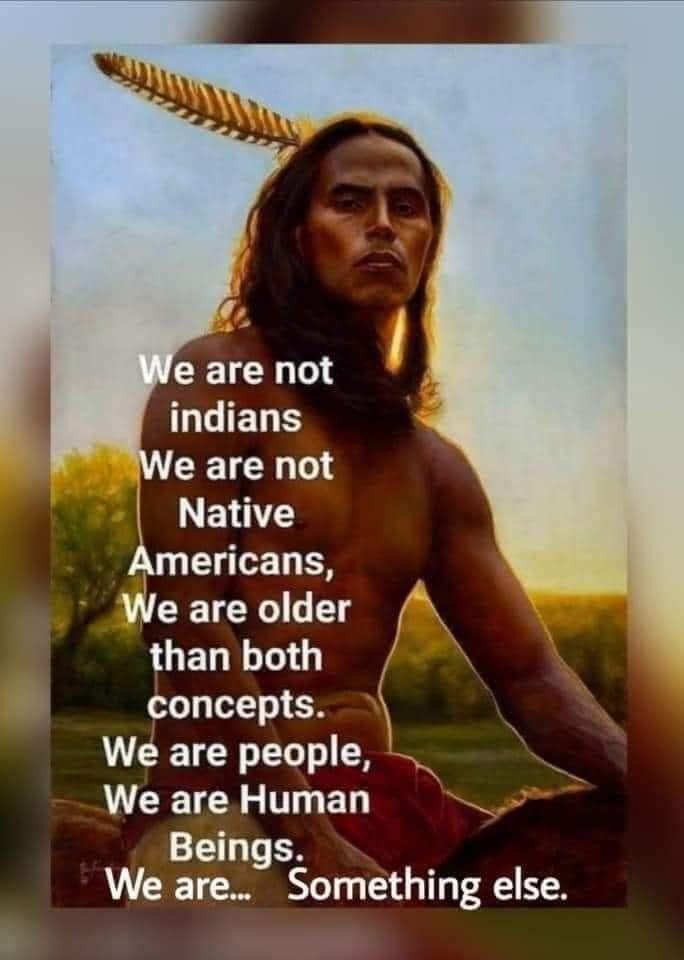 We are not
indians
We are not
Native
Americans,
We are older
than both
concepts.
We are people,
We are Human
Beings.
We are... Something else.